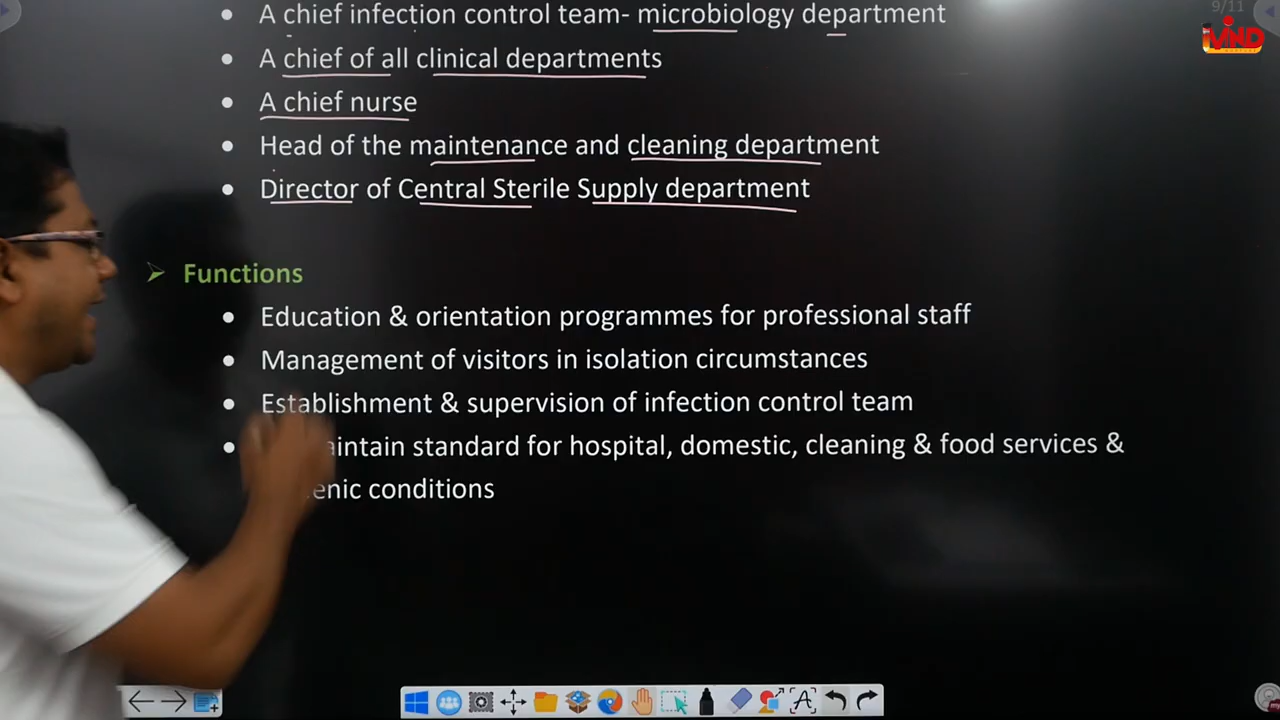 9/11
A chief infection control team- microbiology department
A chief of all clinical departments
A chief nurse
Head of the maintenance and cleaning department
Director of Central Sterile Supply department
Functions
Education & orientation programmes for professional staff
Management of visitors in isolation circumstances
Establishment & supervision of infection control team
standard for hospital, domestic, cleaning & food services &
conditions